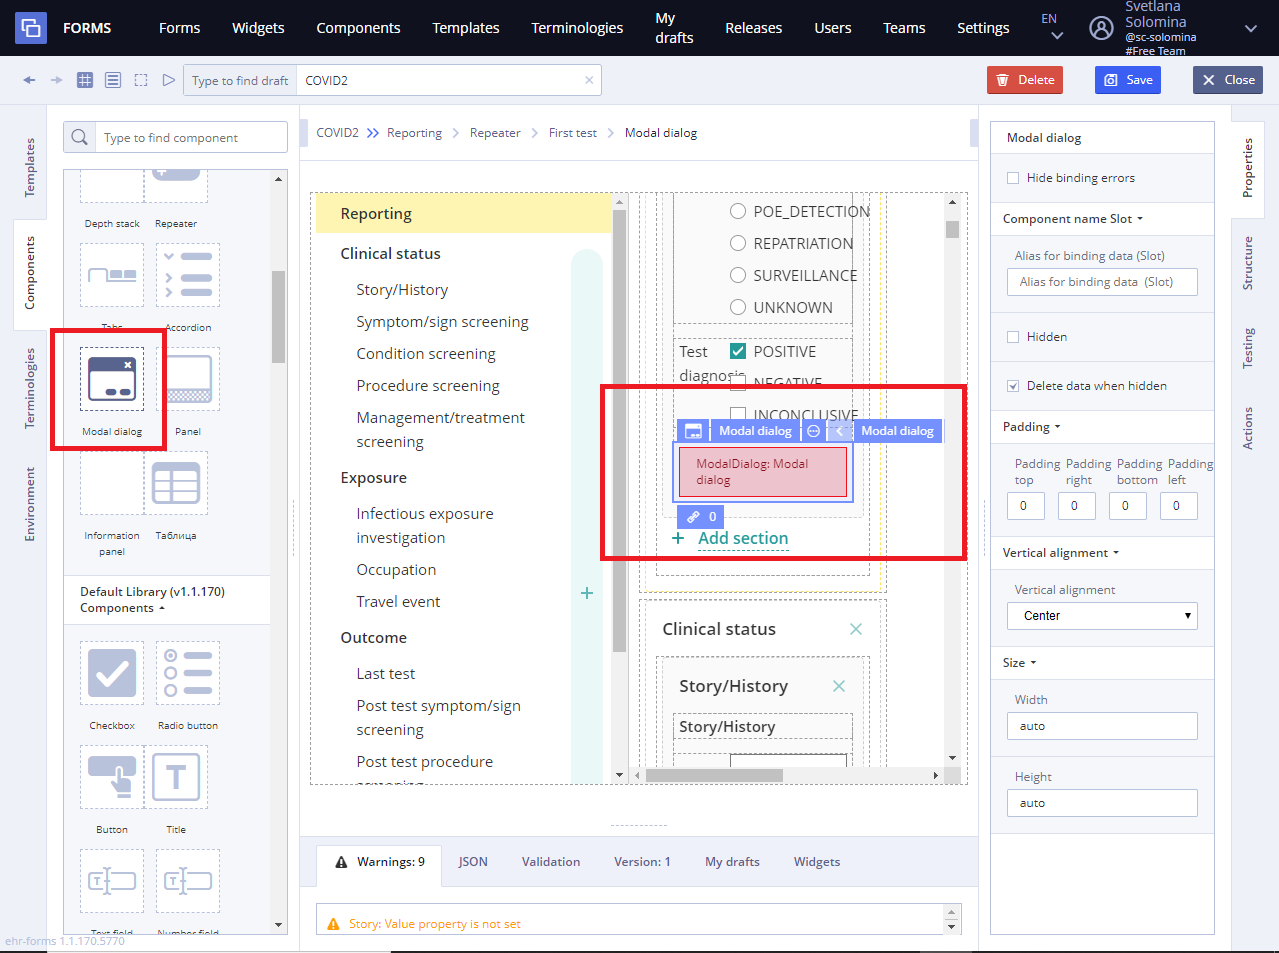 FORMS
Forms
Widgets
Components
Templates
Terminologies
My
drafts
Releases
Users
Teams
Settings
EN
Svetlana
Solomina
@sc-solomina
#Free Team
Type to find draft
COVID2
Delete
Save
Close
Templates
Components
Terminologies
Environment
Type to find component
Depth stack
Repeater
Tabs
Accordion
Modal dialog
Panel
Information
panel
Таблица
Default Library (v1.1.170)
Components
Checkbox
Radio button
Button
Title
Text field
Number field
ehr-forms 1.1.170.5770
COVID2
Reporting
Repeater
First test
Modal dialog
Reporting
Clinical status
Story/History
Symptom/sign screening
Condition screening
Procedure screening
Management/treatment
screening
Exposure
Infectious exposure
investigation
Occupation
Travel event
Outcome
Last test
Post test symptom/sign
screening
Post test procedure
screening
POE_DETECTION
REPATRIATION
SURVEILLANCE
UNKNOWN
Test
diagnosis
POSITIVE
NEGATIVE
INCONCLUSIVE
Modal dialog
Modal dialog
ModalDialog: Modal
dialog
0
+ Add section
Clinical status
Story/History
Story/History
Warnings: 9
JSON
Validation
Version: 1
My drafts
Widgets
Story: Value property is not set
Modal dialog
Hide binding errors
Component name Slot
Alias for binding data (Slot)
Alias for binding data (Slot)
Hidden
Delete data when hidden
Padding
Padding
top
Padding
right
Padding
bottom
Padding
left
0
0
0
0
Vertical alignment
Vertical alignment
Center
Size
Width
auto
Height
auto
Properties
Structure
Testing
Actions